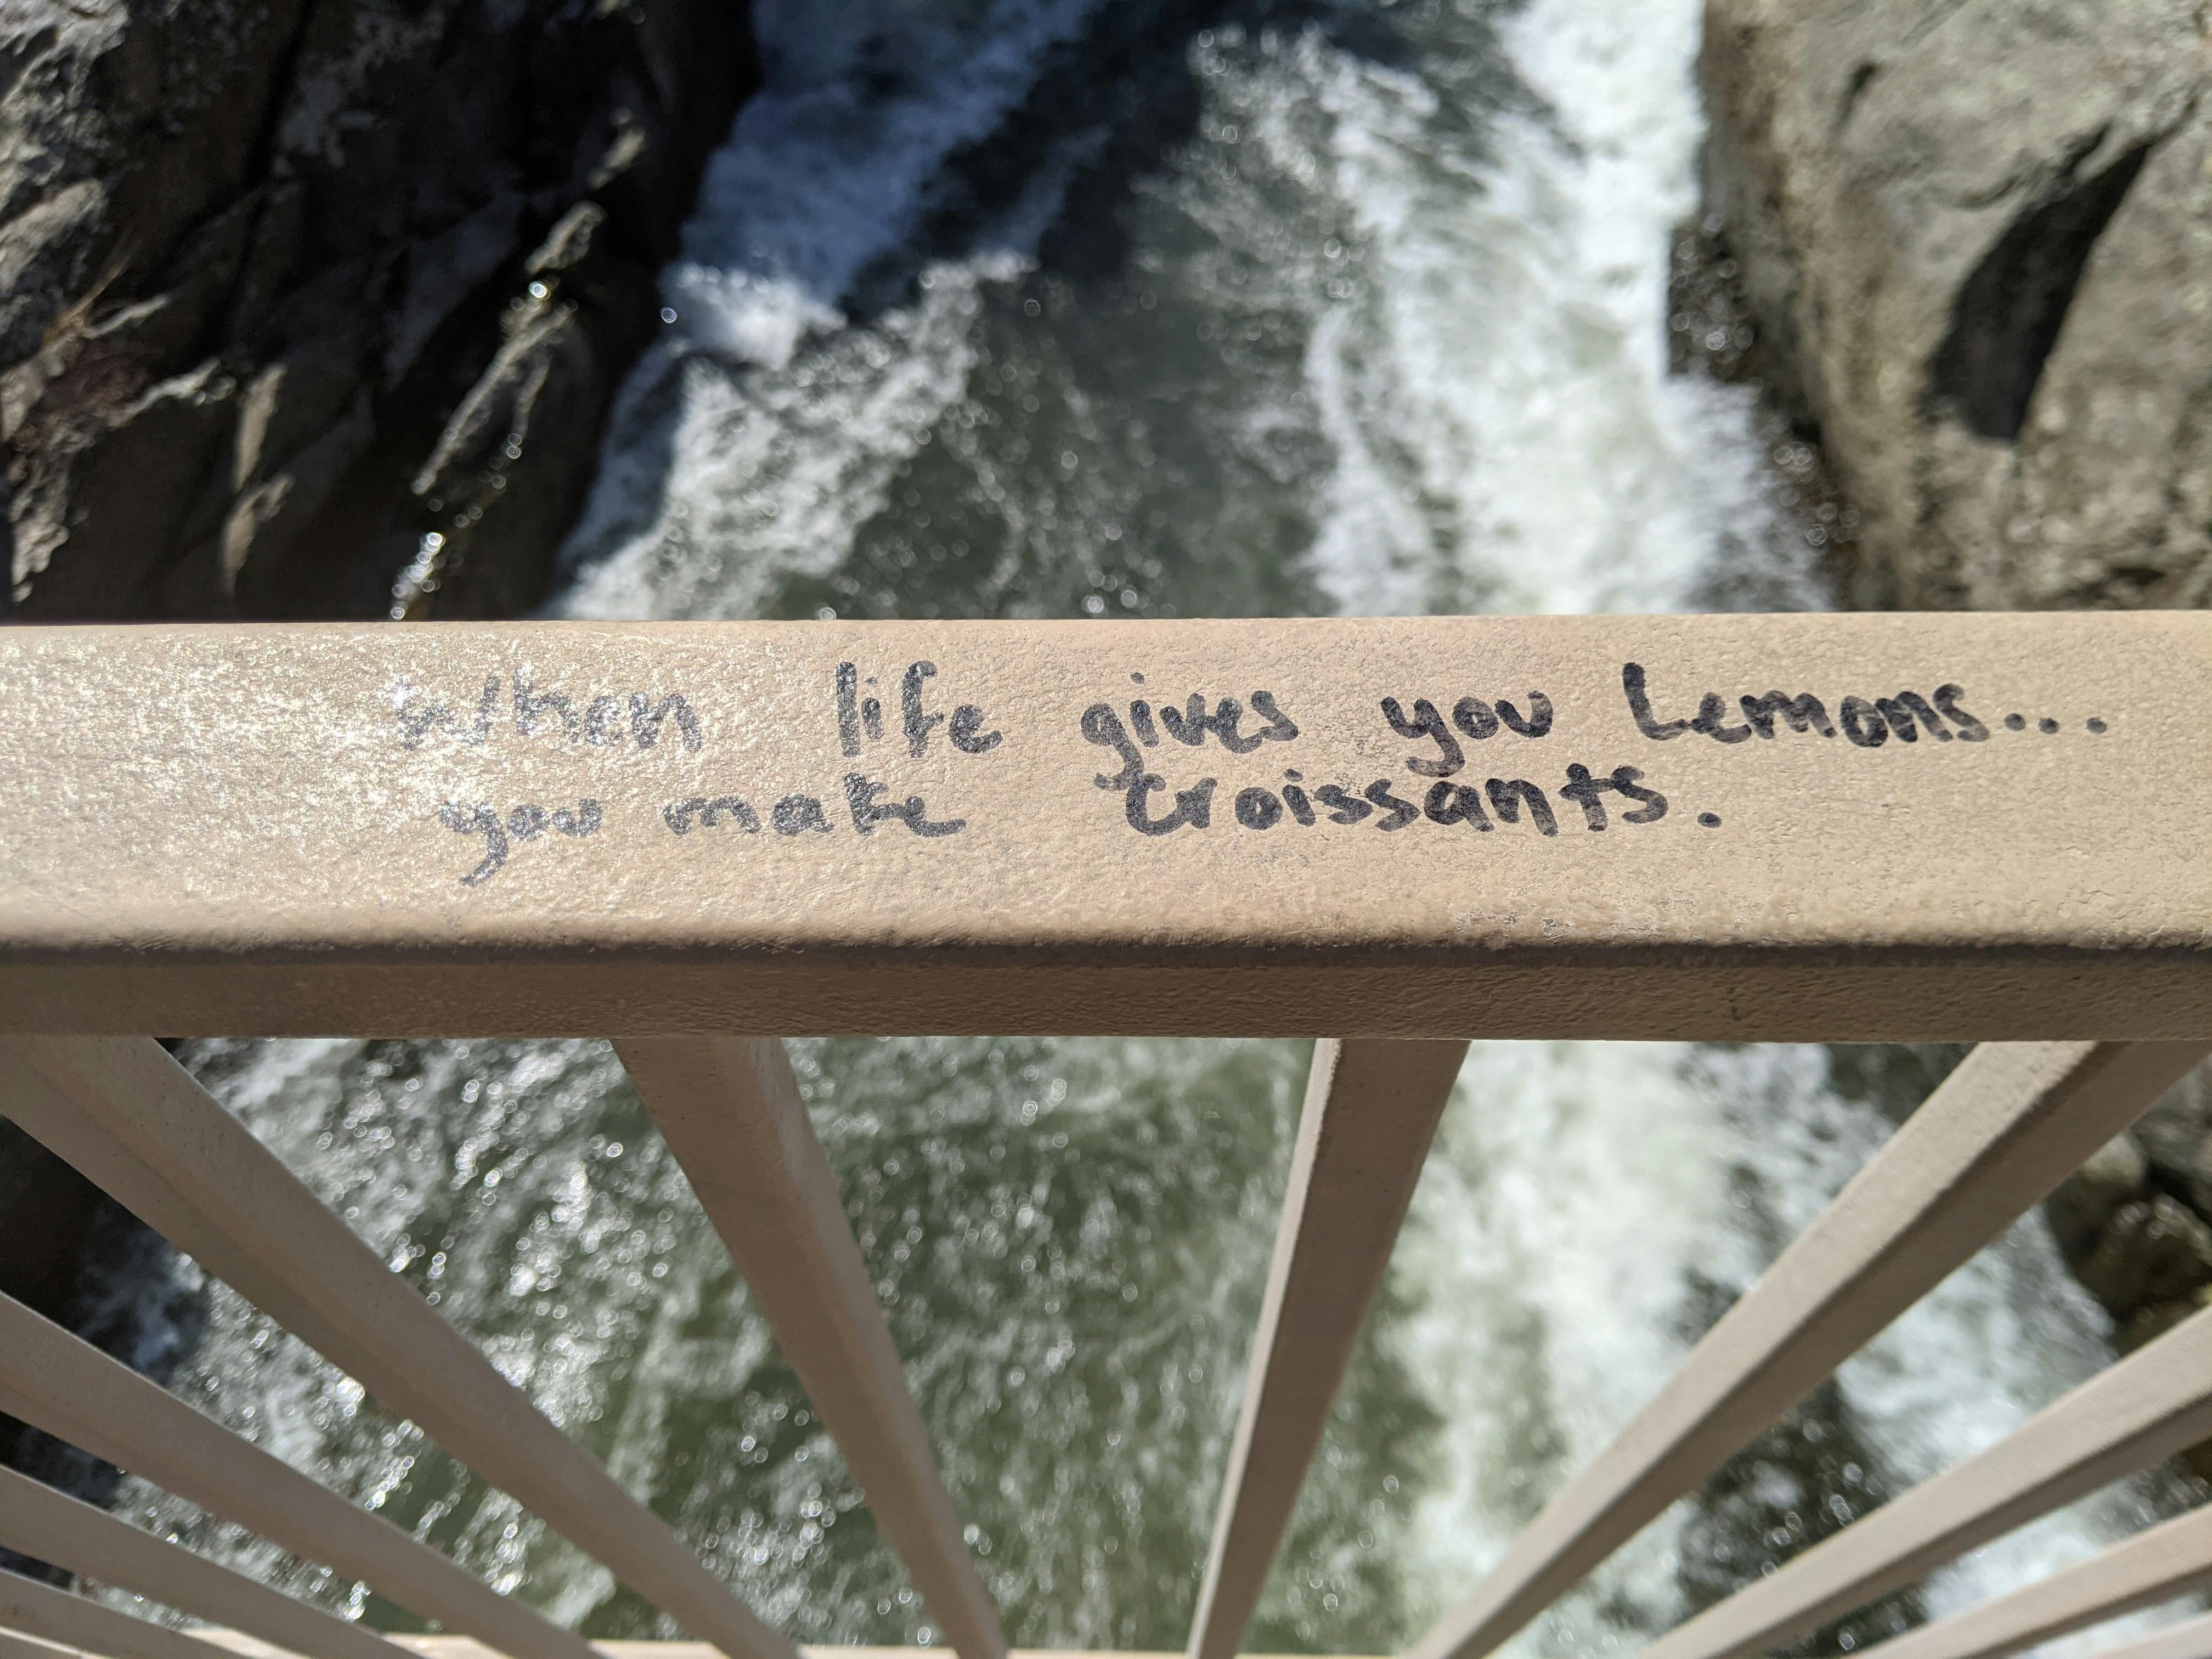 When life gives you Lemons...
you make croissants.